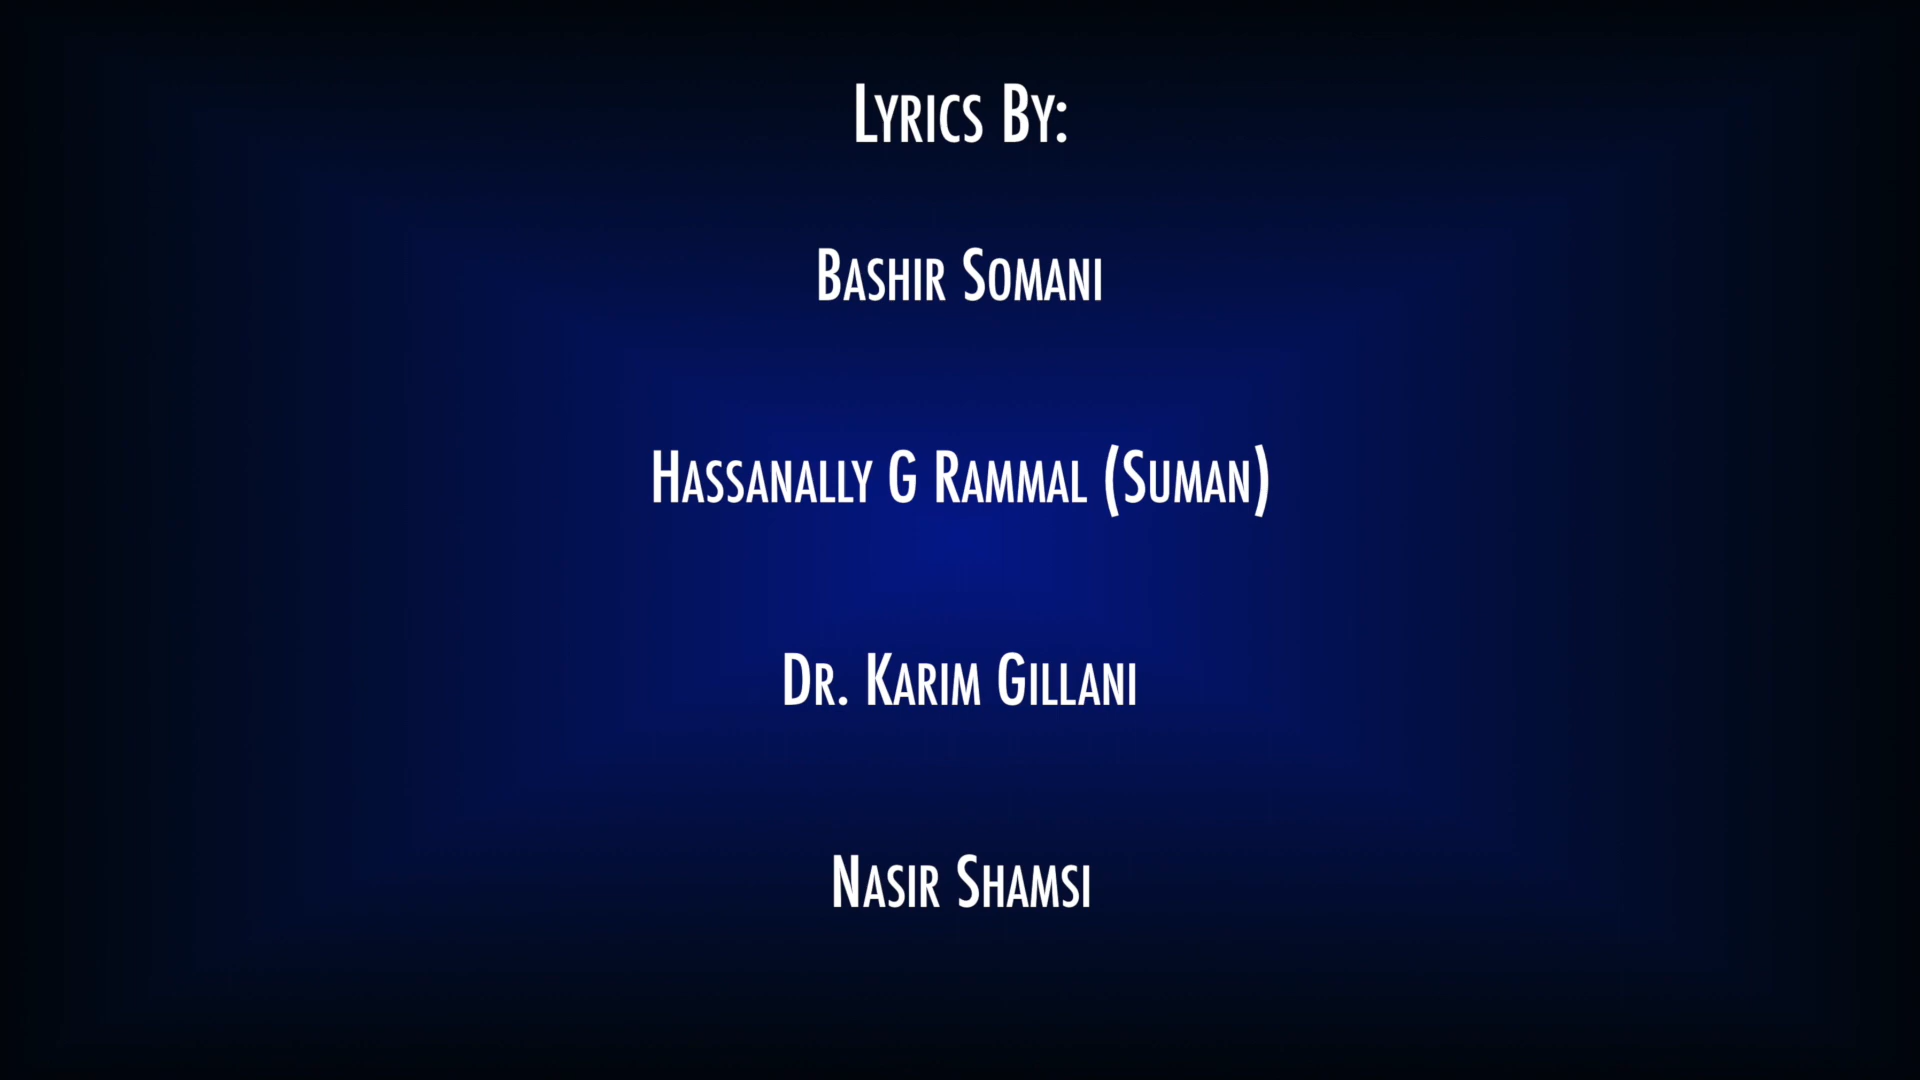 Lyrics By:
Bashir Somani
Hassanally G Rammal (Suman)
Dr. Karim Gillani
Nasir Shamsi